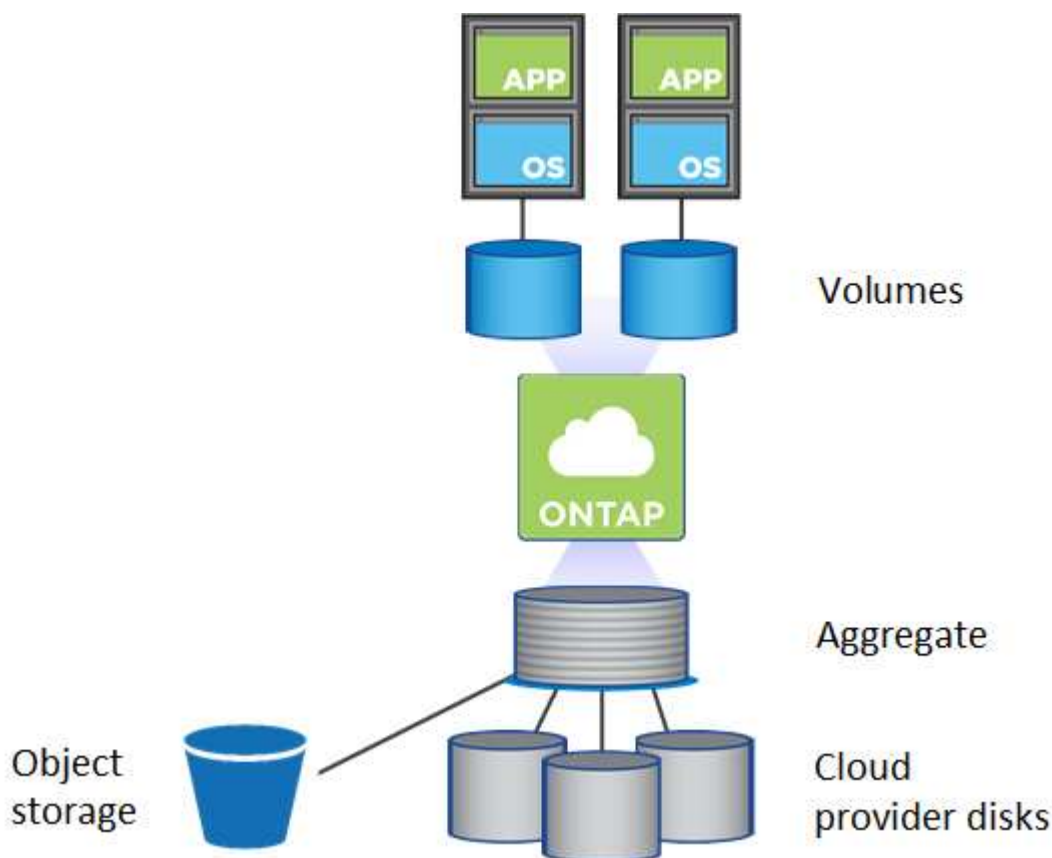 APP
APP
OS
OS
Volumes
ONTAP
Aggregate
Object
storage
Cloud
provider disks